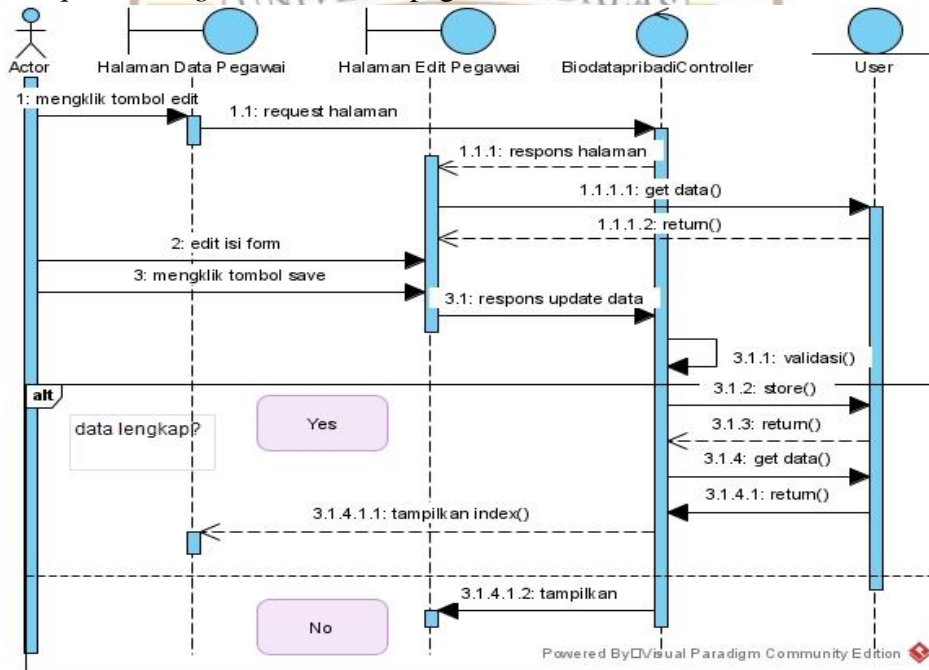 Actor
Halaman Data Pegawai
Halaman Edit Pegawai
BiodatapribadiController
User
1: mengklik tombol edit
1.1: request halaman
1.1.1: respons halaman
1.1.1.1: get data()
1.1.1.2: return()
2: edit isi form
3: mengklik tombol save
3.1: respons update data
3.1.1: validasi()
alt
3.1.2: store()
data lengkap?
Yes
3.1.3: return()
3.1.4: get data()
3.1.4.1: return()
3.1.4.1.1: tampilkan index()
3.1.4.1.2: tampilkan
No
Powered By Visual Paradigm Community Edition